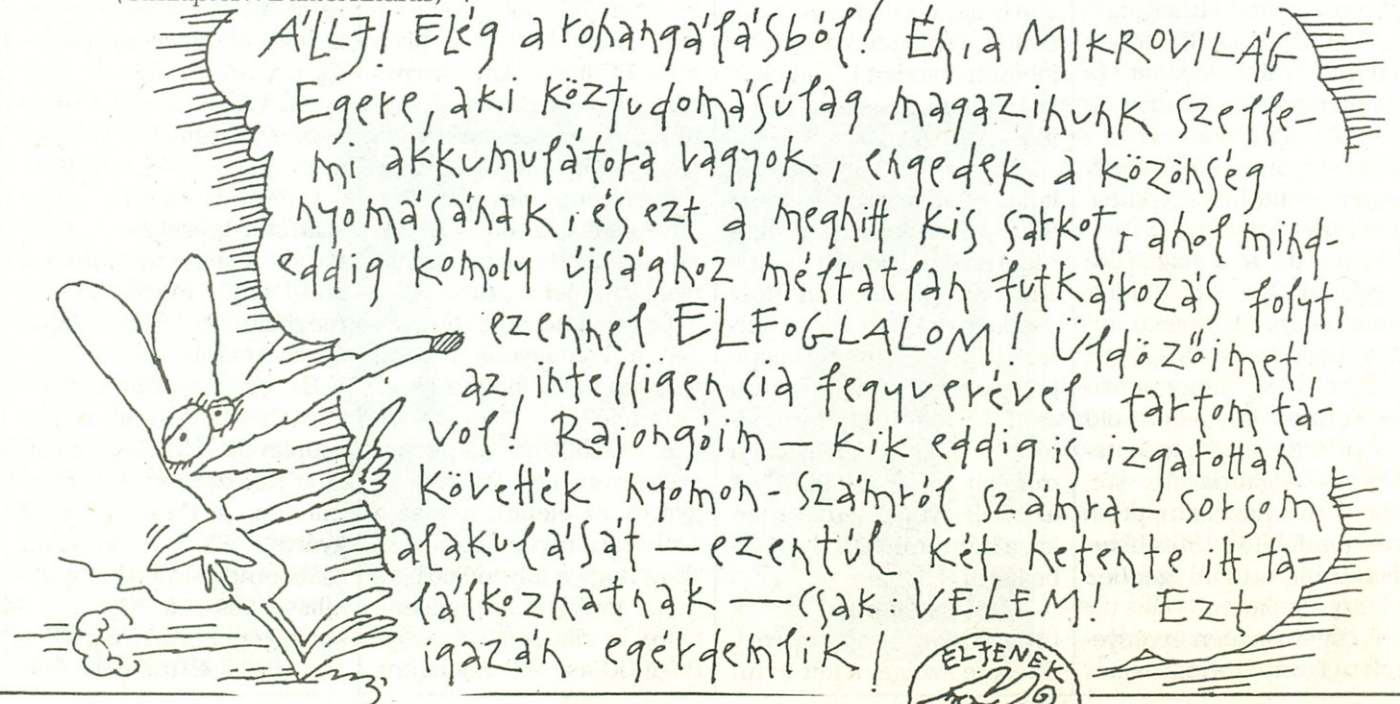 ÁLJ! Elég a rohangálásból! Én, a MIKROVILÁG
Egere, aki köztudomásúlag magazinunk szelle-
mi akkumulátora vagyok, engedek a közönség
nyomásának, és ezt a meghitt kis sarkot, ahol mind-
eddig komoly újsághoz méltatlan futkározás folyt,
ezennel ELFOGLALOM! Üldözőimet,
az intelligencia fegyverével tartom tá-
vol! Rajongóim — kik eddig is izgatottan
követték nyomon - számról számra sorsom
alakulását — ezentúl hetente itt ta-
lálkozhatnak — csak VELEM! Ezt
igazán egérdemlik!
ÉLJENEK